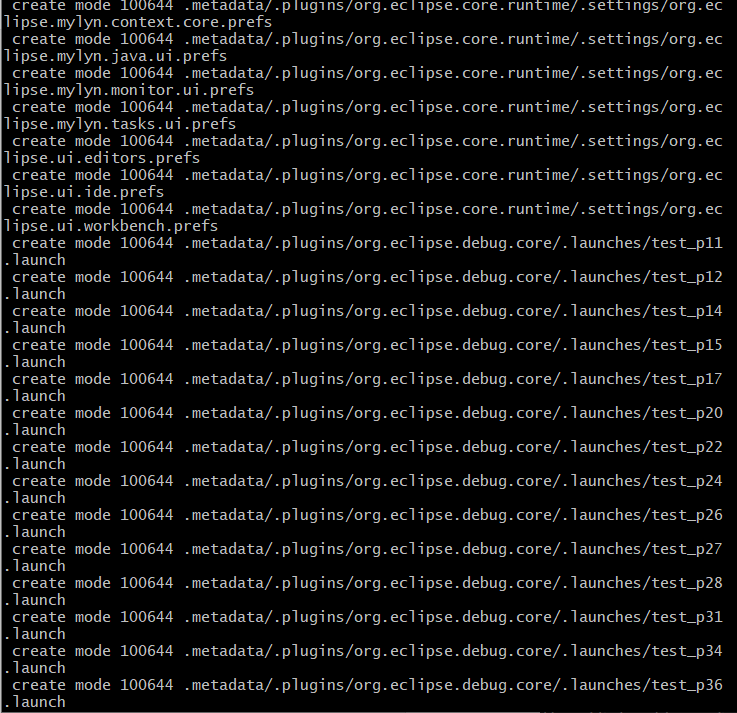 create mode 100644 .metadata/.plugins/org.eclipse.core.runtime/.settings/org.ec
lipse.mylyn.context.core.prefs
create mode 100644 .metadata/.plugins/org.eclipse.core.runtime/.settings/org.ec
lipse.mylyn.java.ui.prefs
create mode 100644 .metadata/.plugins/org.eclipse.core.runtime/.settings/org.ec
lipse.mylyn.monitor.ui.prefs
create mode 100644 .metadata/.plugins/org.eclipse.core.runtime/.settings/org.ec
lipse.mylyn.tasks.ui.prefs
create mode 100644 .metadata/.plugins/org.eclipse.core.runtime/.settings/org.ec
lipse.ui.editors.prefs
create mode 100644 .metadata/.plugins/org.eclipse.core.runtime/.settings/org.ec
lipse.ui.ide.prefs
create mode 100644 .metadata/.plugins/org.eclipse.core.runtime/.settings/org.ec
lipse.ui.workbench.prefs
create mode 100644 .metadata/.plugins/org.eclipse.debug.core/.launches/test_p11
.launch
create mode 100644 .metadata/.plugins/org.eclipse.debug.core/.launches/test_p12
.launch
create mode 100644 .metadata/.plugins/org.eclipse.debug.core/.launches/test_p14
.launch
create mode 100644 .metadata/.plugins/org.eclipse.debug.core/.launches/test_p15
.launch
create mode 100644 .metadata/.plugins/org.eclipse.debug.core/.launches/test_p17
.launch
create mode 100644 .metadata/.plugins/org.eclipse.debug.core/.launches/test_p20
.launch
create mode 100644 .metadata/.plugins/org.eclipse.debug.core/.launches/test_p22
.launch
create mode 100644 .metadata/.plugins/org.eclipse.debug.core/.launches/test_p24
.launch
create mode 100644 .metadata/.plugins/org.eclipse.debug.core/.launches/test_p26
.launch
create mode 100644 .metadata/.plugins/org.eclipse.debug.core/.launches/test_p27
.launch
create mode 100644 .metadata/.plugins/org.eclipse.debug.core/.launches/test_p28
.launch
create mode 100644 .metadata/.plugins/org.eclipse.debug.core/.launches/test_p31
.launch
create mode 100644 .metadata/.plugins/org.eclipse.debug.core/.launches/test_p34
.launch
create mode 100644 .metadata/.plugins/org.eclipse.debug.core/.launches/test_p36
.launch